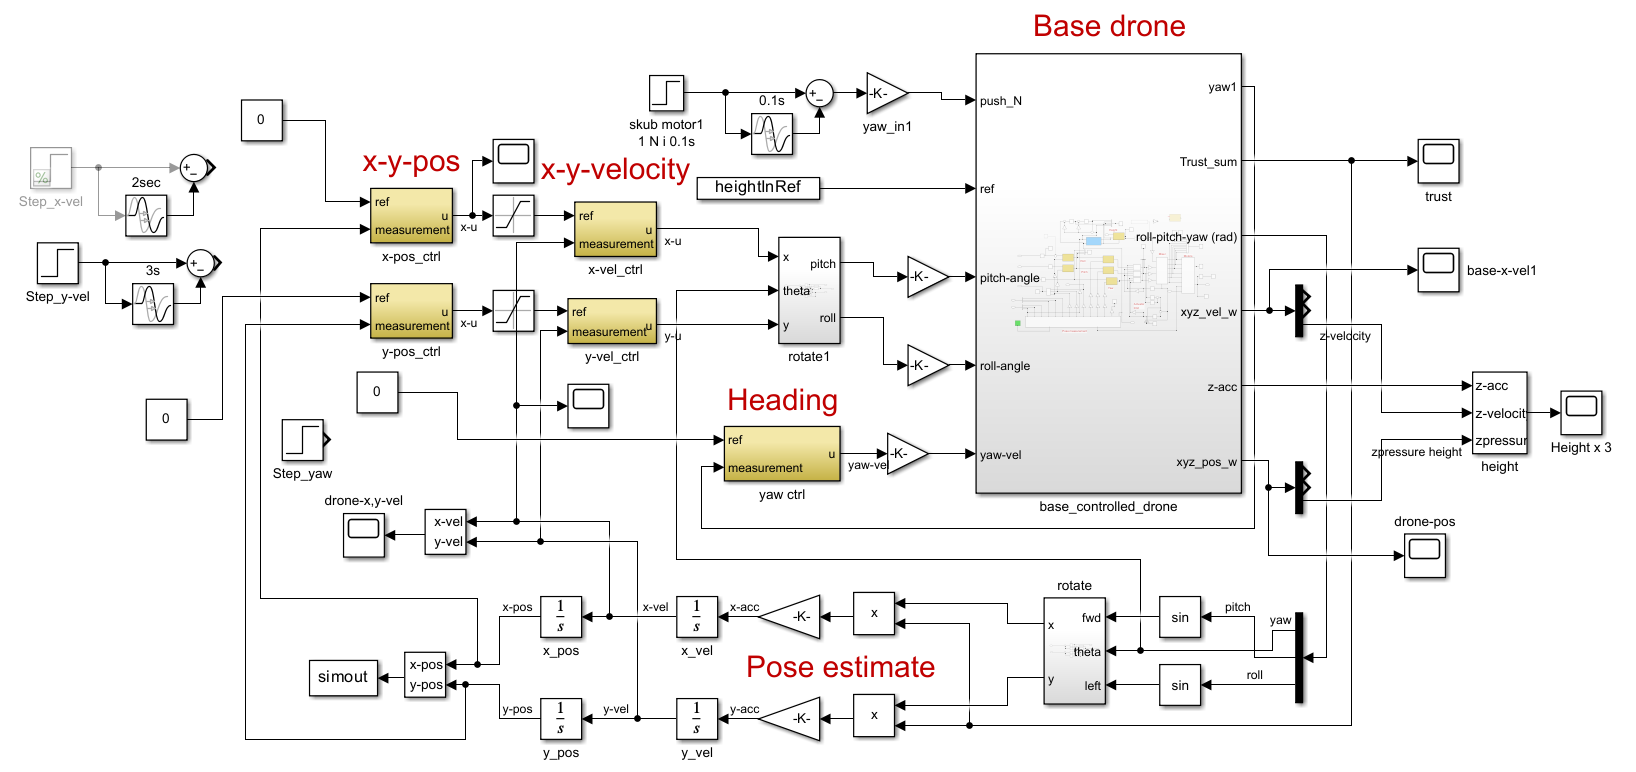 Base drone
push_N
ref
pitch-angle
roll-angle
yaw-vel
yaw1
Trust_sum
roll-pitch-yaw (rad)
xyz_vel_w
z-acc
xyz_pos_w
base_controlled_drone
skub motor1
1 N i 0.1s
0.1s
+
−
-K-
yaw_in1
heightInRef
0
x-y-pos
x-y-velocity
Step_x-vel
2sec
+
−
Step_y-vel
3s
+
−
ref
measurement
u
x-u
x-pos_ctrl
ref
measurement
u
x-u
x-vel_ctrl
ref
measurement
x-u
y-pos_ctrl
ref
measurement
u
y-u
y-vel_ctrl
x
theta
y
pitch
roll
rotate1
-K-
-K-
0
0
Step_yaw
Heading
ref
measurement
u
yaw-vel
yaw ctrl
-K-
trust
base-x-vel1
z-velocity
z-acc
z-velocit
zpressur
height
Height x 3
zpressure height
drone-pos
drone-x,y-vel
x-vel
y-vel
x-pos
1
s
x_pos
x-vel
1
s
x_vel
x-acc
-K-
x
rotate
x
y
fwd
theta
left
sin
pitch
yaw
sin
roll
Pose estimate
simout
x-pos
y-pos
y-pos
1
s
y_pos
y-vel
1
s
y_vel
y-acc
-K-
x